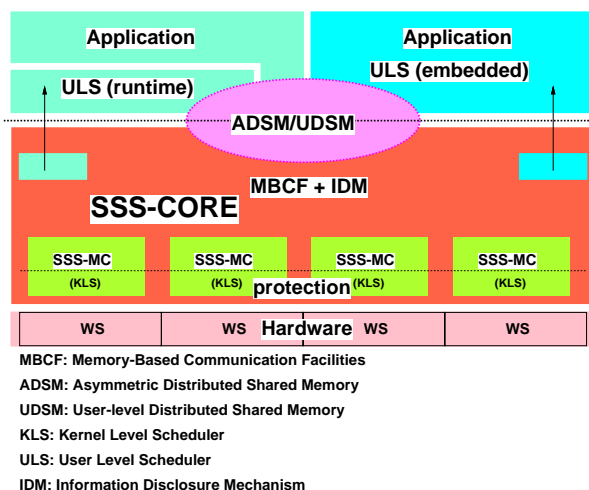 Application
Application
ULS (runtime)
ULS (embedded)
ADSM/UDSM
MBCF + IDM
SSS-CORE
SSS-MC
SSS-MC
SSS-MC
SSS-MC
(KLS)
(KLS)
(KLS)
(KLS)
protection
WS
WS
Hardware
WS
WS
MBCF: Memory-Based Communication Facilities
ADSM: Asymmetric Distributed Shared Memory
UDSM: User-level Distributed Shared Memory
KLS: Kernel Level Scheduler
ULS: User Level Scheduler
IDM: Information Disclosure Mechanism